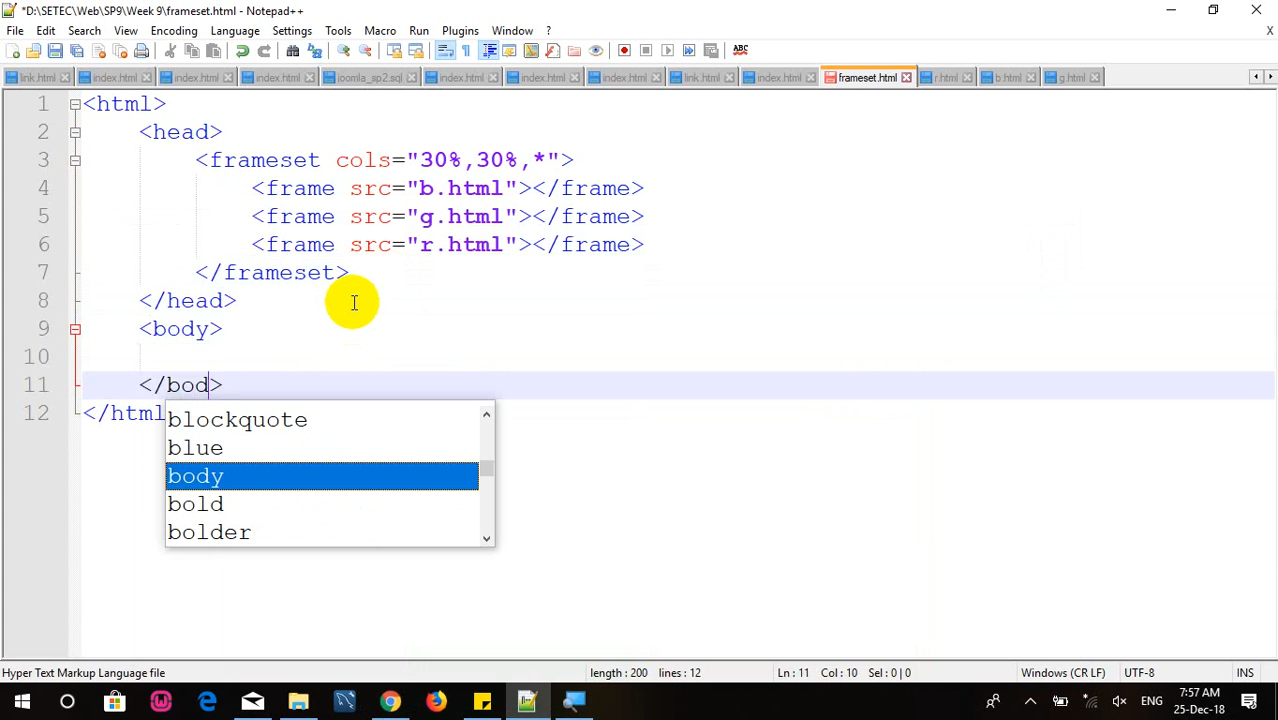 *D:\SETEC\Web\SP9\Week 9\frameset.html - Notepad++
File Edit Search View Encoding Language Settings Tools Macro Run Plugins Window ? X
link.html index.html index.html index.html joomla_sp2.sql index.html index.html index.html link.html index.html frameset.html r.html b.html g.html
1 <html>
2 <head>
3 <frameset cols="30%,30%,*">
4 <frame src="b.html"></frame>
5 <frame src="g.html"></frame>
6 <frame src="r.html"></frame>
7 </frameset>
8 </head>
9 <body>
10
11 </bod>
12 </html
blockquote
blue
body
bold
bolder
Hyper Text Markup Language file length : 200 lines : 12 Ln : 11 Col : 10 Sel : 0 | 0 Windows (CR LF) UTF-8 INS
ENG 7:57 AM
25-Dec-18